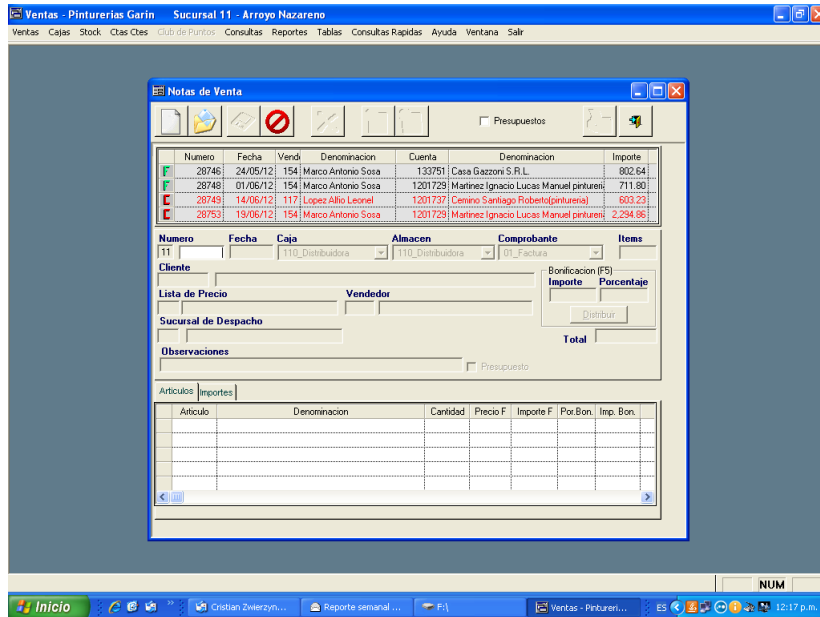 Ventas - Pinturerias Garin Sucursal 11 - Arroyo Nazareno
Ventas Cajas Stock Ctas Ctes Club de Puntos Consultas Reportes Tablas Consultas Rapidas Ayuda Ventana Salir
Notas de Venta
Presupuestos
Numero Fecha Vend Denominacion Cuenta Denominacion Importe
F 28746 24/05/12 154 Marco Antonio Sosa 133751 Casa Gazzoni S.R.L. 802.64
F 28748 01/06/12 154 Marco Antonio Sosa 1201729 Martinez Ignacio Lucas Manuel pintureri 711.80
C 28749 14/06/12 117 Lopez Alfio Leonel 1201737 Cemino Santiago Roberto(pintureria) 603.23
C 28753 19/06/12 154 Marco Antonio Sosa 1201729 Martinez Ignacio Lucas Manuel pintureri 2,294.86
Numero Fecha Caja Almacen Comprobante Items
11 110_Distribuidora 110_Distribuidora 01_Factura
Cliente Bonificacion (F5)
Importe Porcentaje
Lista de Precio Vendedor
Distribuir
Sucursal de Despacho
Total
Observaciones
Presupuesto
Articulos Importes
Articulo Denominacion Cantidad Precio F Importe F Por.Bon. Imp. Bon.
NUM
Inicio Cristian Zwierzyn... Reporte semanal ... F:\ Ventas - Pintureri... ES 12:17 p.m.